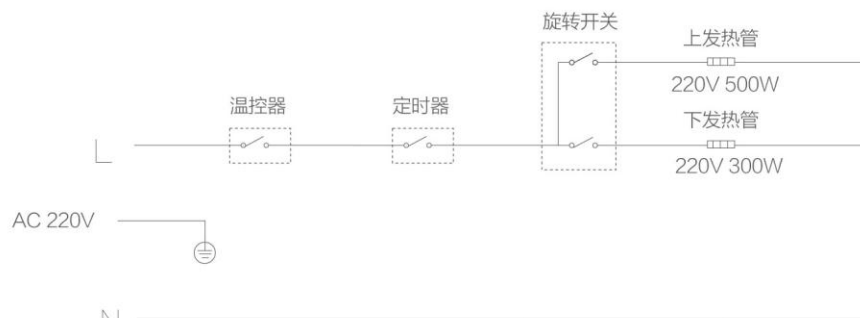 旋转开关
上发热管
220V 500W
温控器
定时器
下发热管
220V 300W
L
AC 220V
N